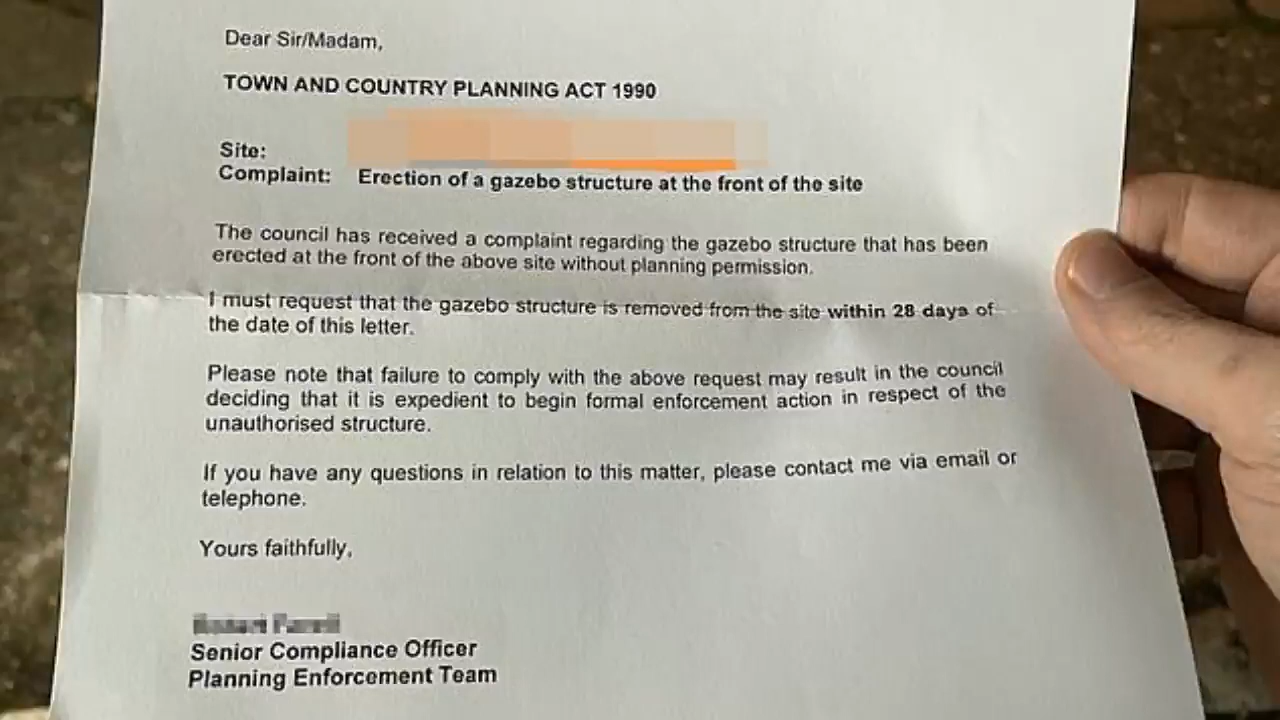 Dear Sir/Madam,
TOWN AND COUNTRY PLANNING ACT 1990
Site:
Complaint: Erection of a gazebo structure at the front of the site
The council has received a complaint regarding the gazebo structure that has been
erected at the front of the above site without planning permission.
I must request that the gazebo structure is removed from the site within 28 days of
the date of this letter.
Please note that failure to comply with the above request may result in the council
deciding that it is expedient to begin formal enforcement action in respect of the
unauthorised structure.
If you have any questions in relation to this matter, please contact me via email or
telephone.
Yours faithfully,
Senior Compliance Officer
Planning Enforcement Team